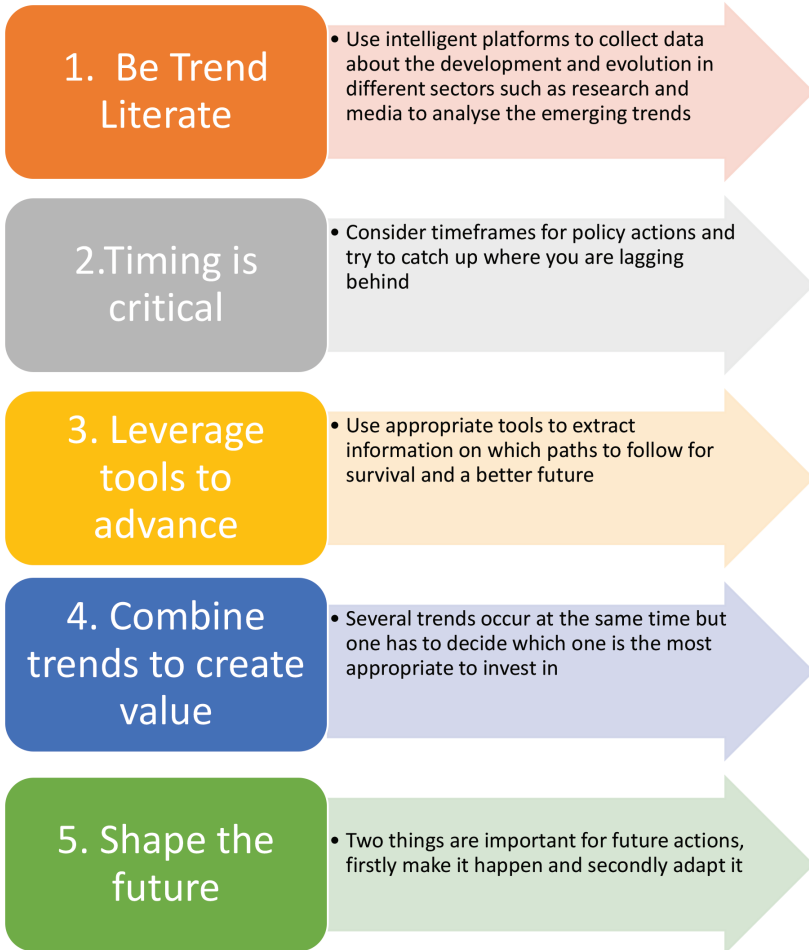 1.  Be Trend
Literate
• Use intelligent platforms to collect data
about the development and evolution in
different sectors such as research and
media to analyse the emerging trends
2.Timing is
critical
• Consider timeframes for policy actions and
try to catch up where you are lagging
behind
3. Leverage
tools to
advance
• Use appropriate tools to extract
information on which paths to follow for
survival and a better future
4. Combine
trends to create
value
• Several trends occur at the same time but
one has to decide which one is the most
appropriate to invest in
5. Shape the
future
• Two things are important for future actions,
firstly make it happen and secondly adapt it